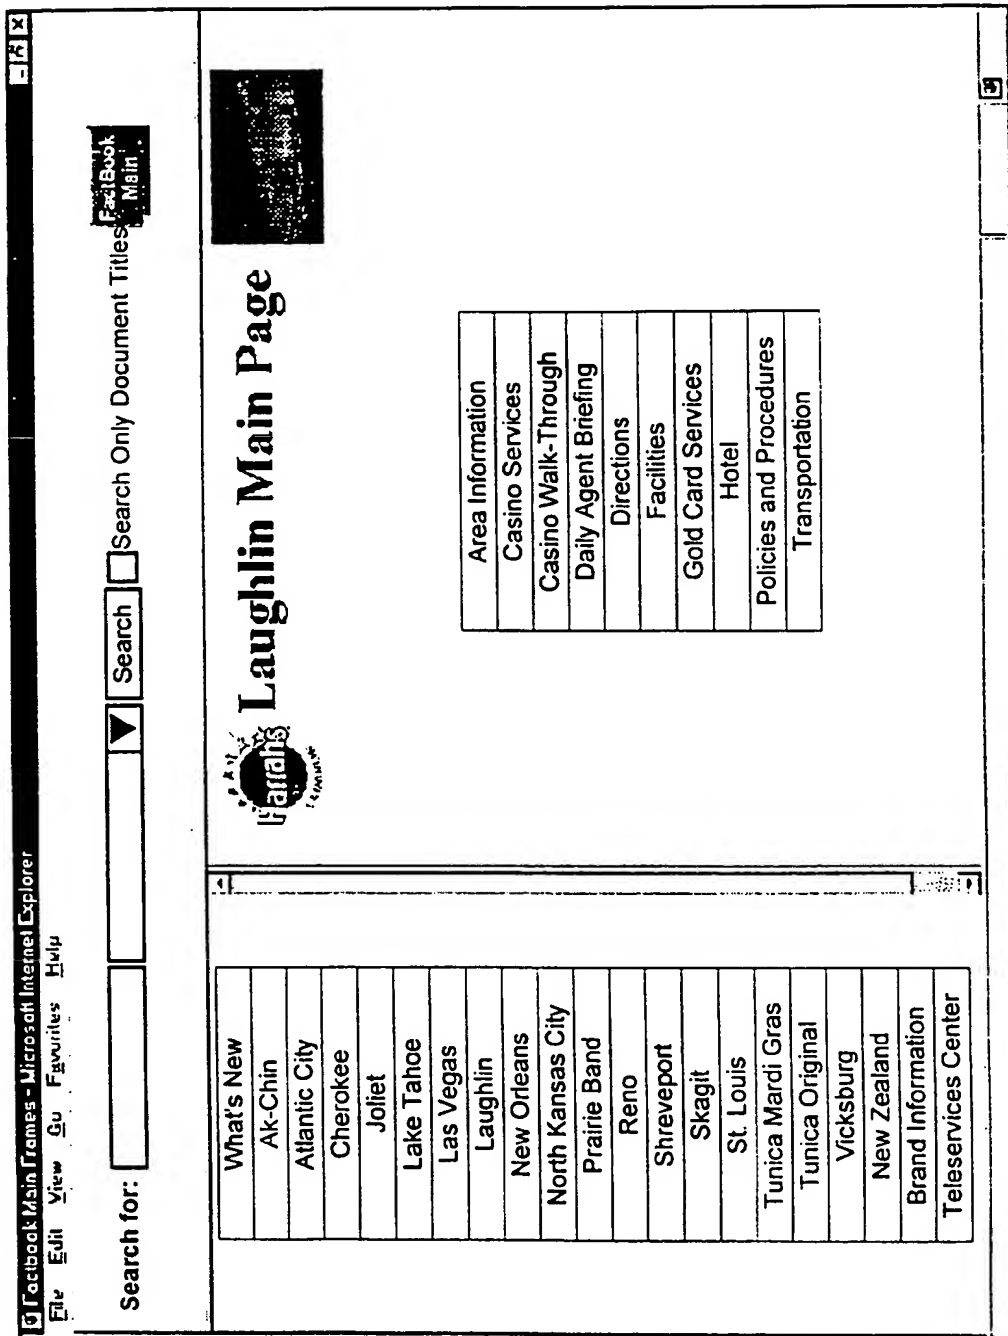 Factbook Main Frames - Microsoft Internet Explorer
File Edit View Go Favorites Help
Search for: Search Search Only Document Titles
FactBook
Main
What's New
Ak-Chin
Atlantic City
Cherokee
Joliet
Lake Tahoe
Las Vegas
Laughlin
New Orleans
North Kansas City
Prairie Band
Reno
Shreveport
Skagit
St. Louis
Tunica Mardi Gras
Tunica Original
Vicksburg
New Zealand
Brand Information
Teleservices Center
Harrahs
Laughlin Main Page
Area Information
Casino Services
Casino Walk-Through
Daily Agent Briefing
Directions
Facilities
Gold Card Services
Hotel
Policies and Procedures
Transportation